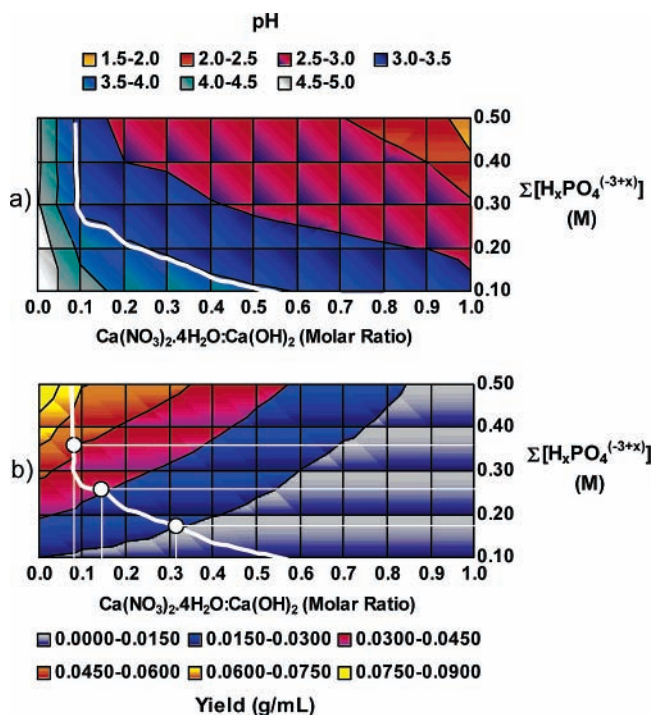 pH
1.5-2.0 2.0-2.5 2.5-3.0 3.0-3.5
3.5-4.0 4.0-4.5 4.5-5.0
a)
0.50
0.40
0.30
0.20
0.10
Σ[HₓPO₄⁽⁻³⁺ˣ⁾]
(M)
0.0 0.1 0.2 0.3 0.4 0.5 0.6 0.7 0.8 0.9 1.0
Ca(NO₃)₂.4H₂O:Ca(OH)₂ (Molar Ratio)
b)
0.50
0.40
0.30
0.20
0.10
Σ[HₓPO₄⁽⁻³⁺ˣ⁾]
(M)
0.0 0.1 0.2 0.3 0.4 0.5 0.6 0.7 0.8 0.9 1.0
Ca(NO₃)₂.4H₂O:Ca(OH)₂ (Molar Ratio)
0.0000-0.0150 0.0150-0.0300 0.0300-0.0450
0.0450-0.0600 0.0600-0.0750 0.0750-0.0900
Yield (g/mL)